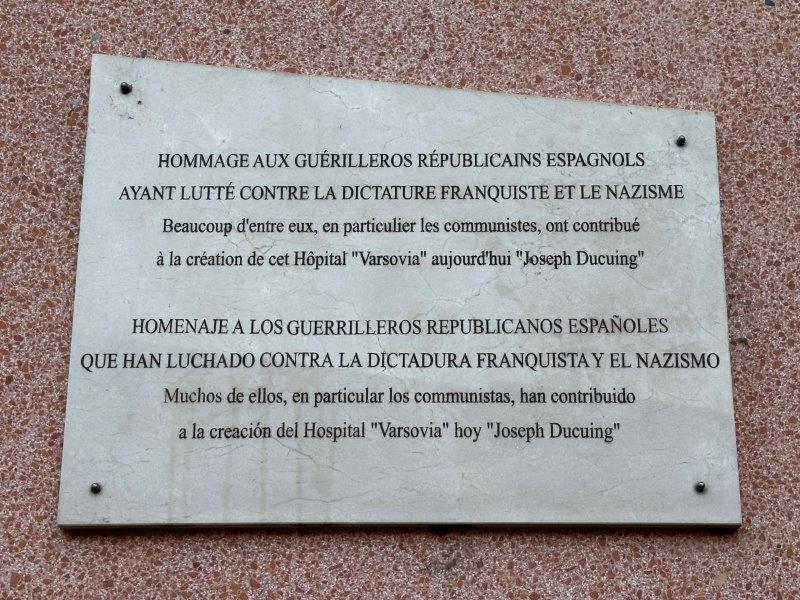 HOMMAGE AUX GUÉRILLEROS RÉPUBLICAINS ESPAGNOLS
AYANT LUTTÉ CONTRE LA DICTATURE FRANQUISTE ET LE NAZISME
Beaucoup d'entre eux, en particulier les communistes, ont contribué
à la création de cet Hôpital "Varsovia" aujourd'hui "Joseph Ducuing"
HOMENAJE A LOS GUERRILLEROS REPUBLICANOS ESPAÑOLES
QUE HAN LUCHADO CONTRA LA DICTADURA FRANQUISTA Y EL NAZISMO
Muchos de ellos, en particular los communistas, han contribuido
a la creación del Hospital "Varsovia" hoy "Joseph Ducuing"